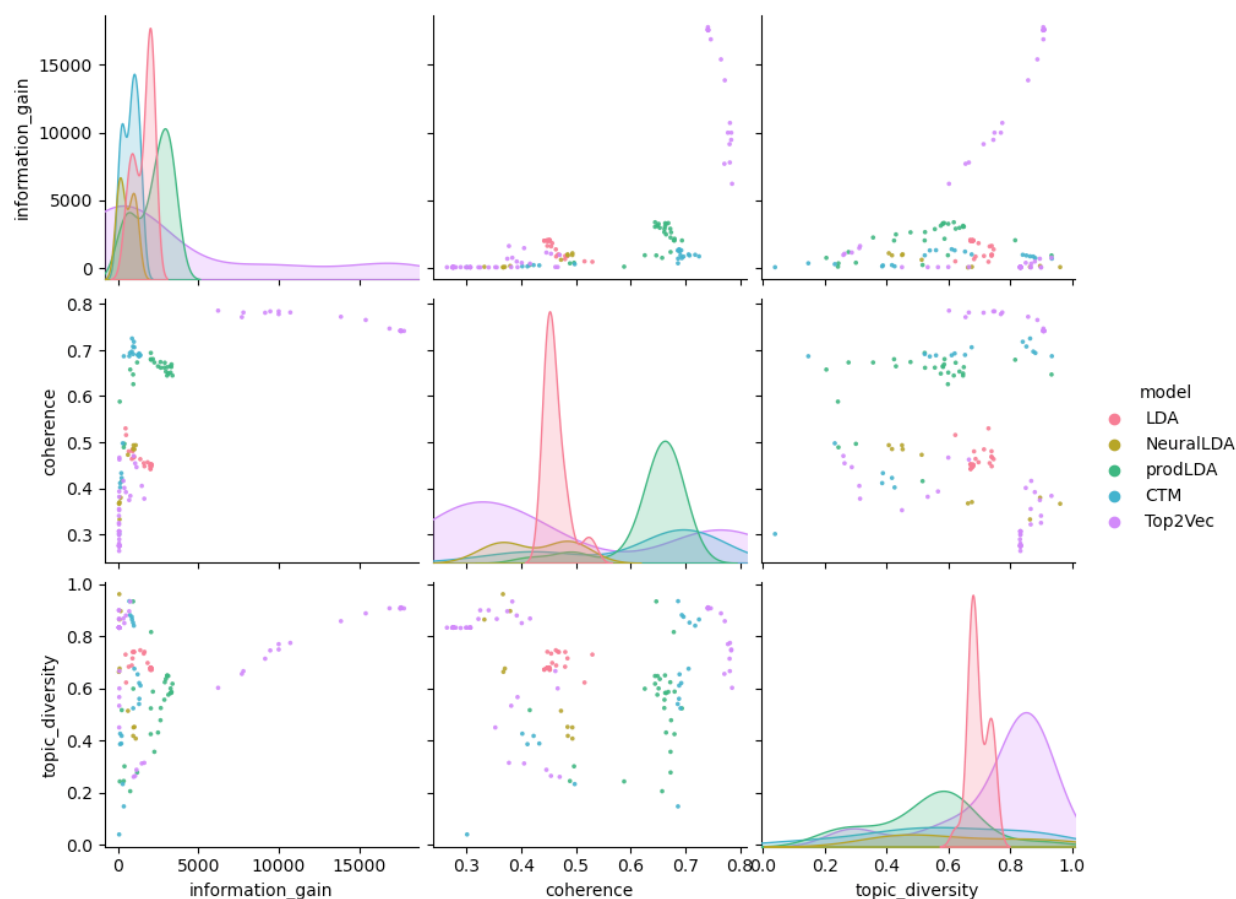 information_gain
15000
10000
5000
0
coherence
0.8
0.7
0.6
0.5
0.4
0.3
model
LDA
NeuralLDA
prodLDA
CTM
Top2Vec
topic_diversity
1.0
0.8
0.6
0.4
0.2
0.0
0 5000 10000 15000 0.3 0.4 0.5 0.6 0.7 0.8 0.0 0.2 0.4 0.6 0.8 1.0
information_gain coherence topic_diversity